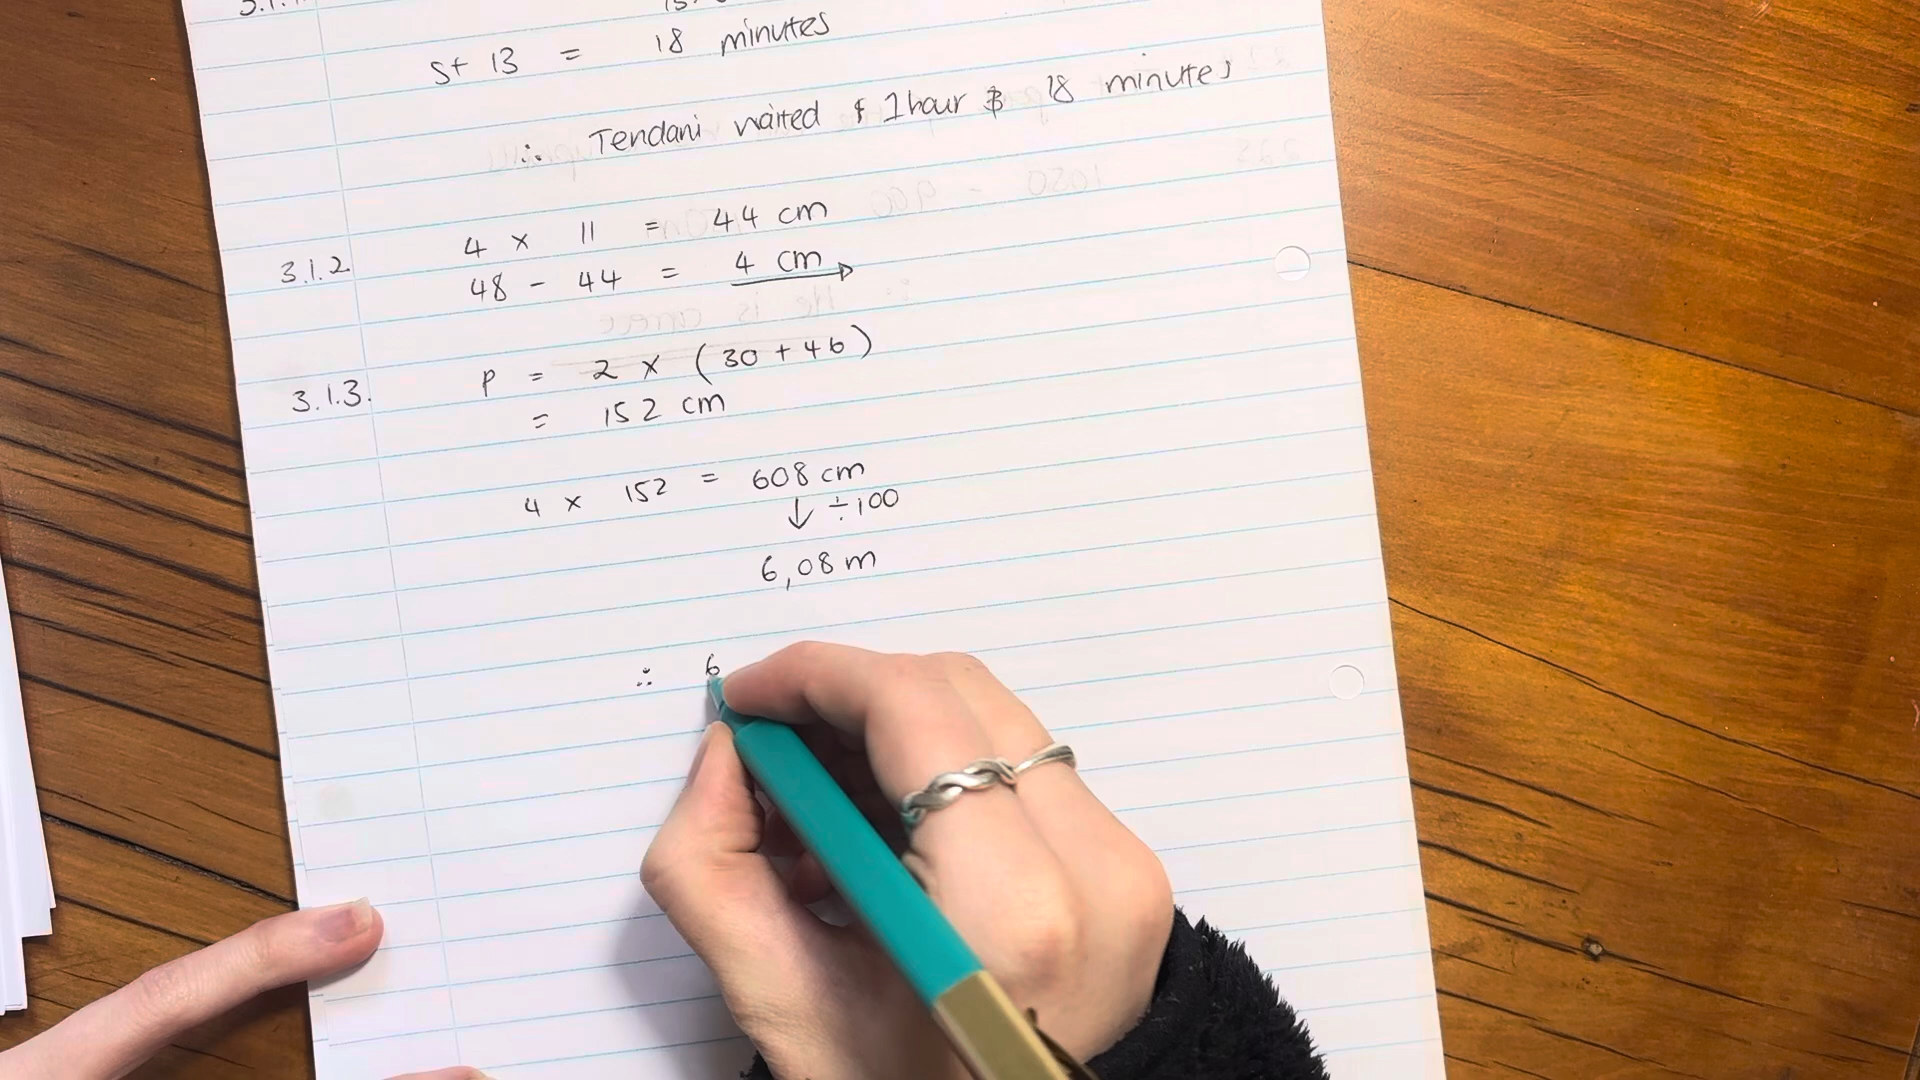 St 13 = 18 minutes
∴ Tendani waited 1 hour 18 minutes
3.1.2 4 × 11 = 44 cm
48 - 44 = 4 cm
3.1.3. P = 2 × (30 + 46)
= 152 cm
4 × 152 = 608 cm
↓ ÷100
6,08 m
∴ 6